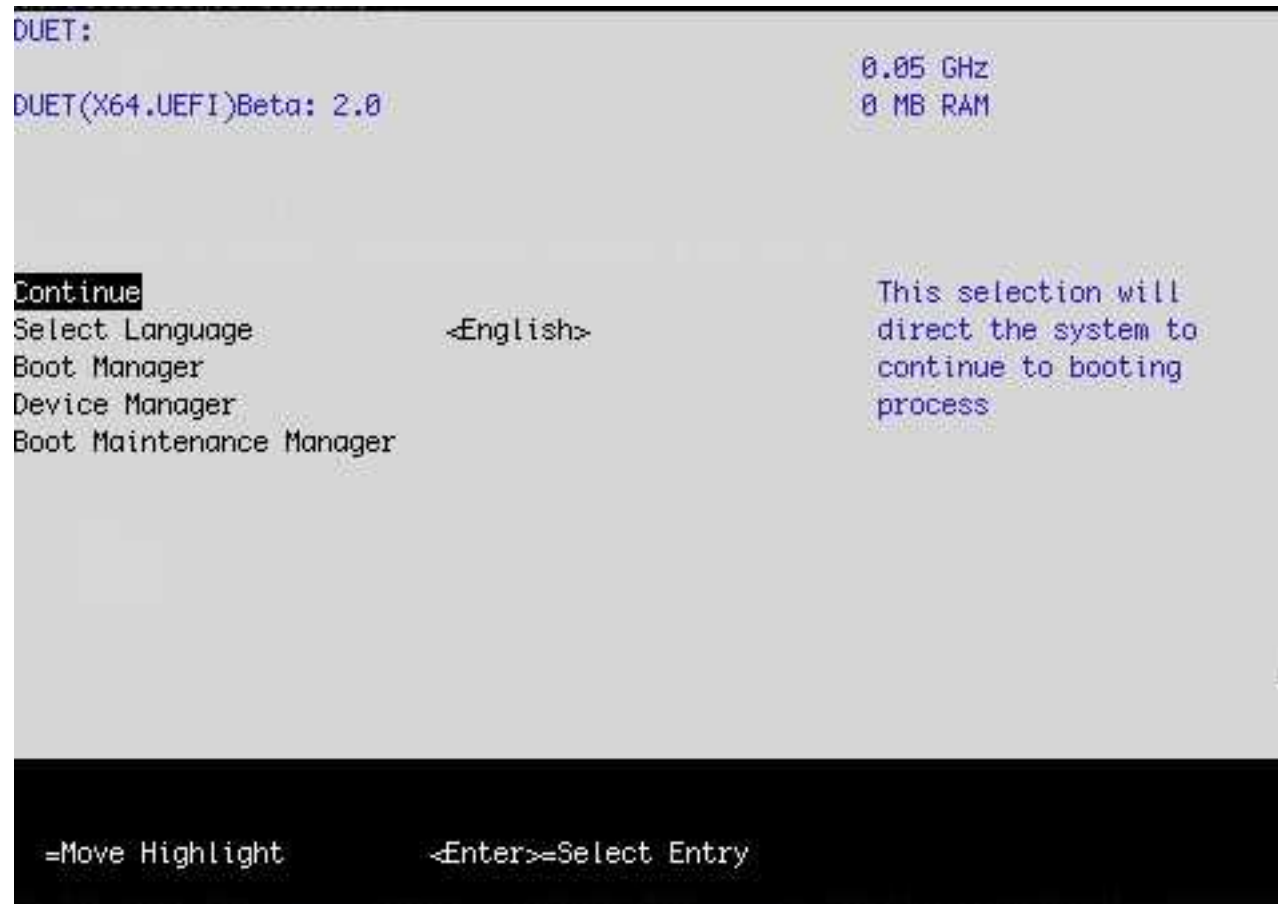 DUET:
0.05 GHz
DUET(X64.UEFI)Beta: 2.0
0 MB RAM
Continue
Select Language <English>
Boot Manager
Device Manager
Boot Maintenance Manager
This selection will
direct the system to
continue to booting
process
=Move Highlight <Enter>=Select Entry